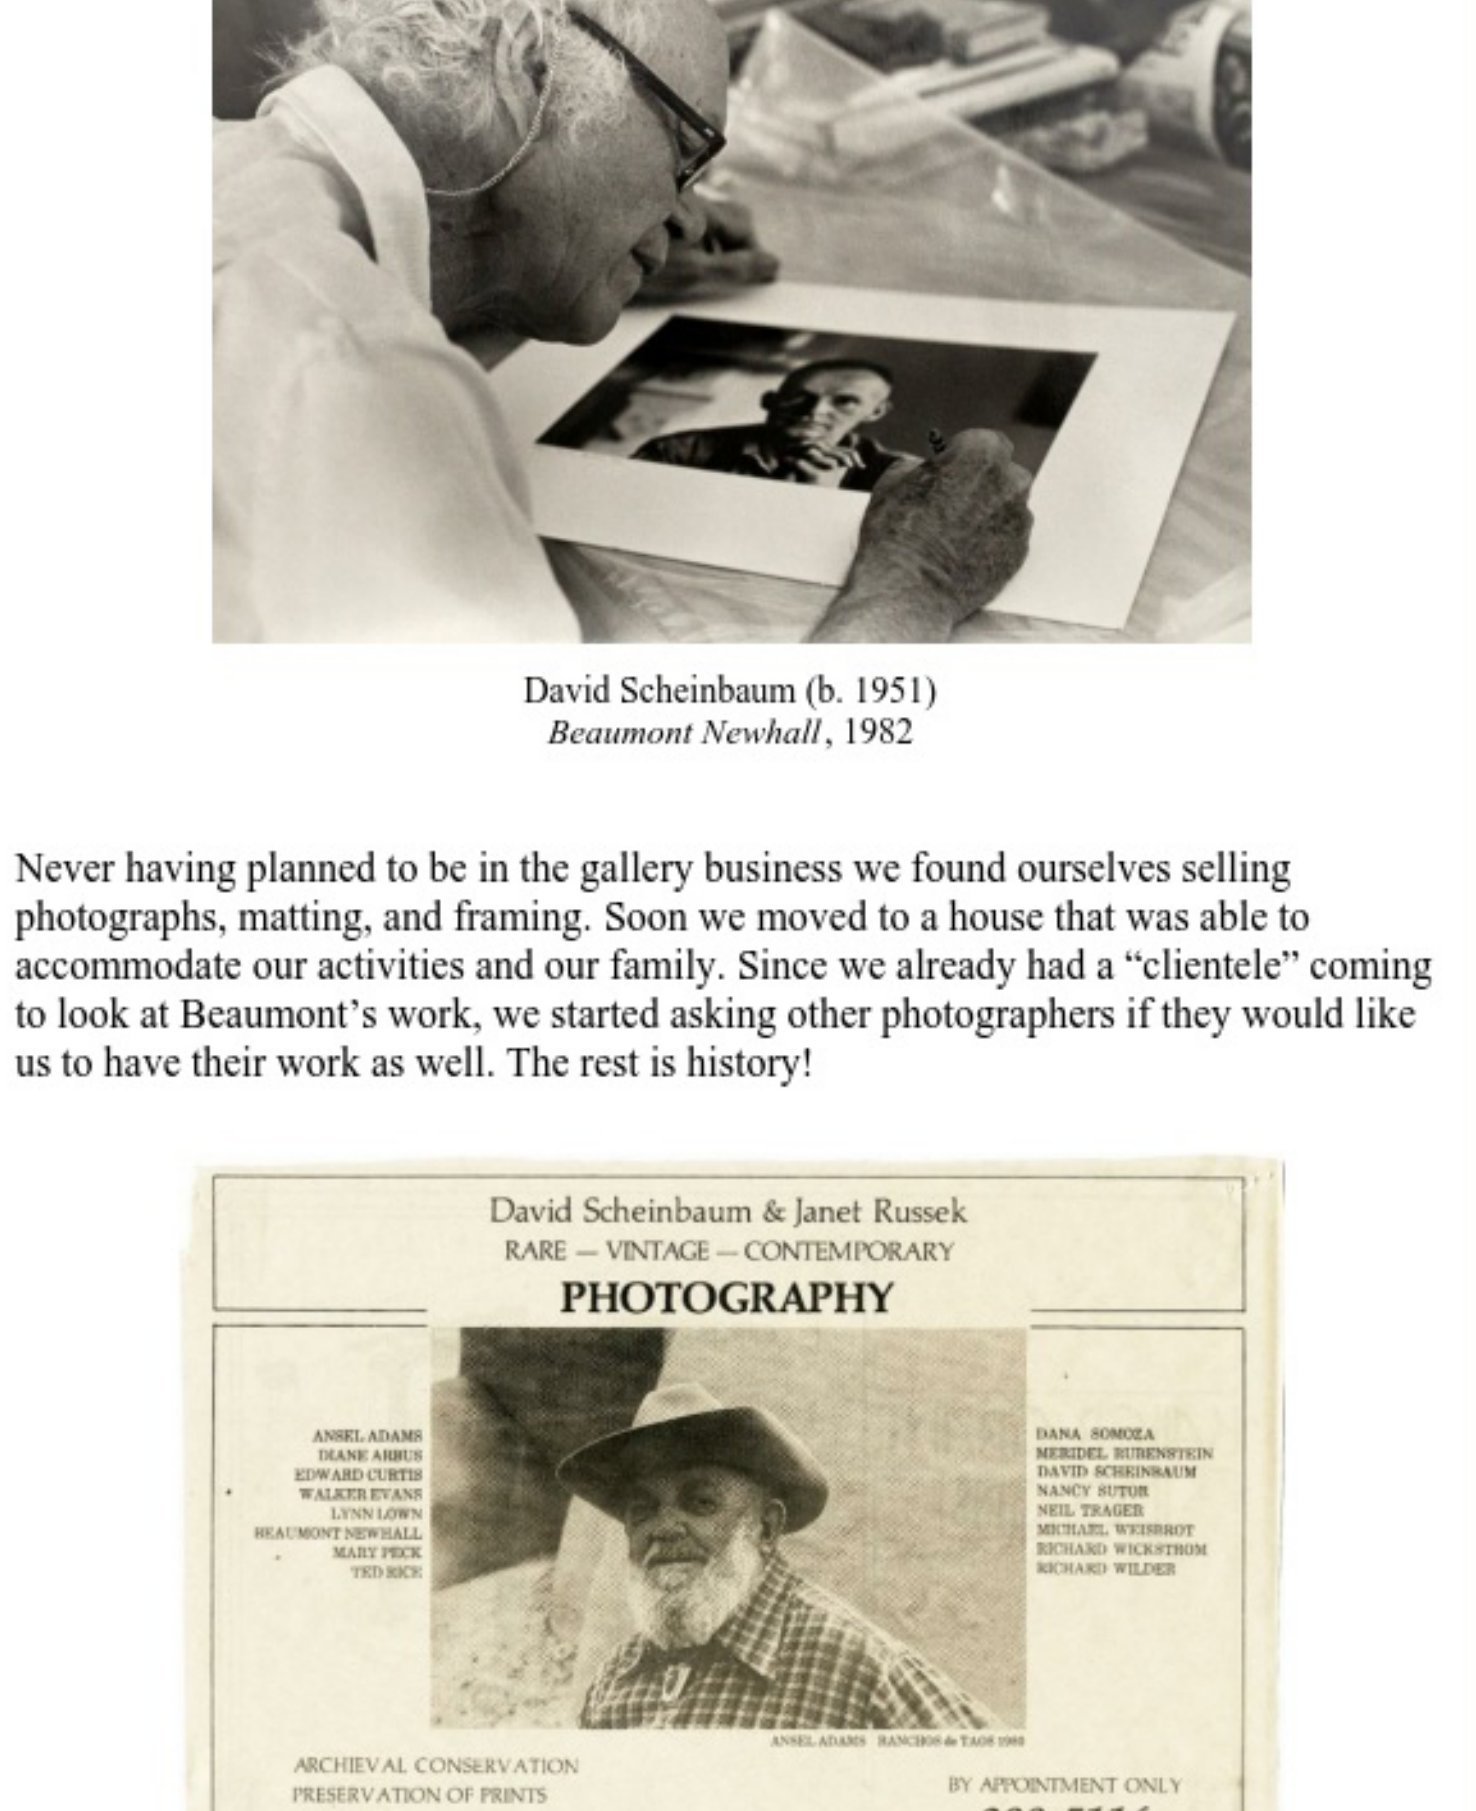 David Scheinbaum (b. 1951)
Beaumont Newhall, 1982
Never having planned to be in the gallery business we found ourselves selling
photographs, matting, and framing. Soon we moved to a house that was able to
accommodate our activities and our family. Since we already had a “clientele” coming
to look at Beaumont’s work, we started asking other photographers if they would like
us to have their work as well. The rest is history!
David Scheinbaum & Janet Russek
RARE — VINTAGE — CONTEMPORARY
PHOTOGRAPHY
ANSEL ADAMS
DIANE ARBUS
EDWARD CURTIS
WALKER EVANS
LYNN LOWN
BEAUMONT NEWHALL
MARY PECK
TED RICE
DANA SOMOZA
MERIDEL RUBENSTEIN
DAVID SCHEINBAUM
NANCY SUTOR
NEIL TRAGER
MICHAEL WEISBROT
RICHARD WICKSTROM
RICHARD WILDER
ANSEL ADAMS RANCHOS de TAOS 1980
ARCHIEVAL CONSERVATION
PRESERVATION OF PRINTS
BY APPOINTMENT ONLY